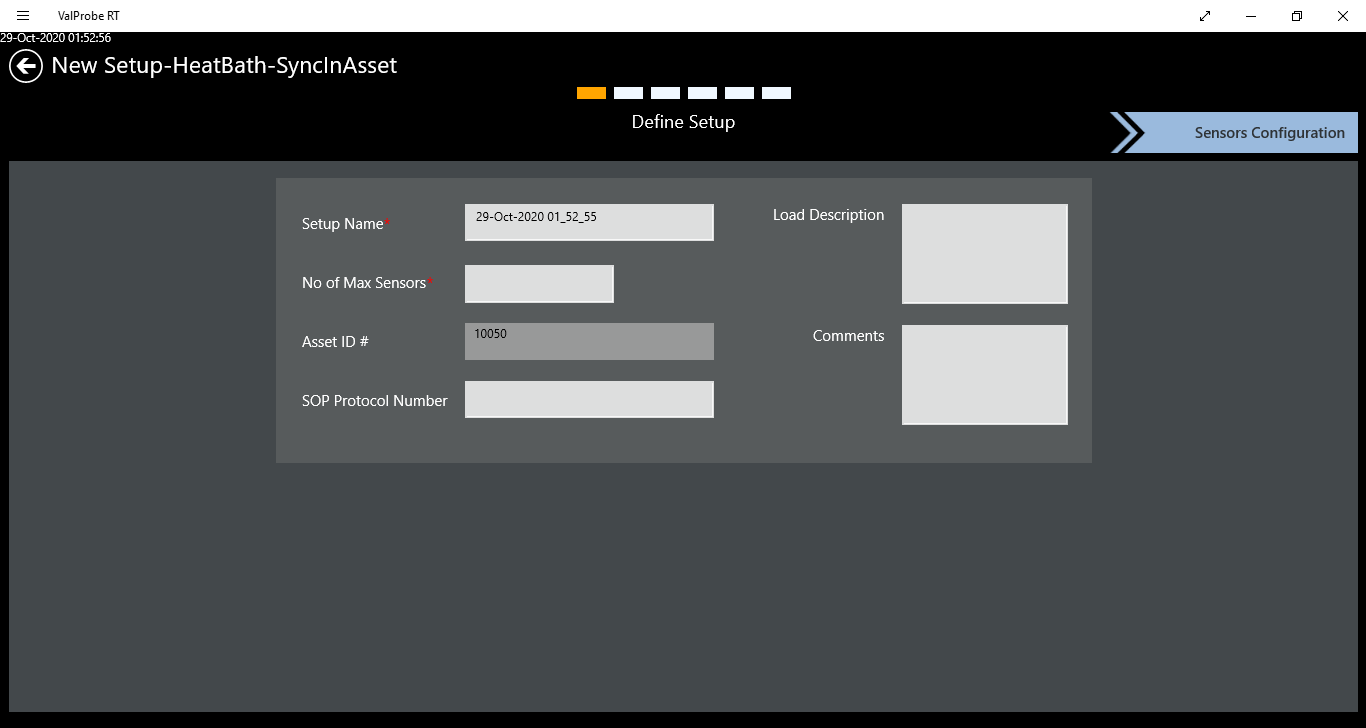 ValProbe RT
29-Oct-2020 01:52:56
New Setup-HeatBath-SyncInAsset
Define Setup
Sensors Configuration
Setup Name*
29-Oct-2020 01_52_55
Load Description
No of Max Sensors*
Asset ID #
10050
Comments
SOP Protocol Number